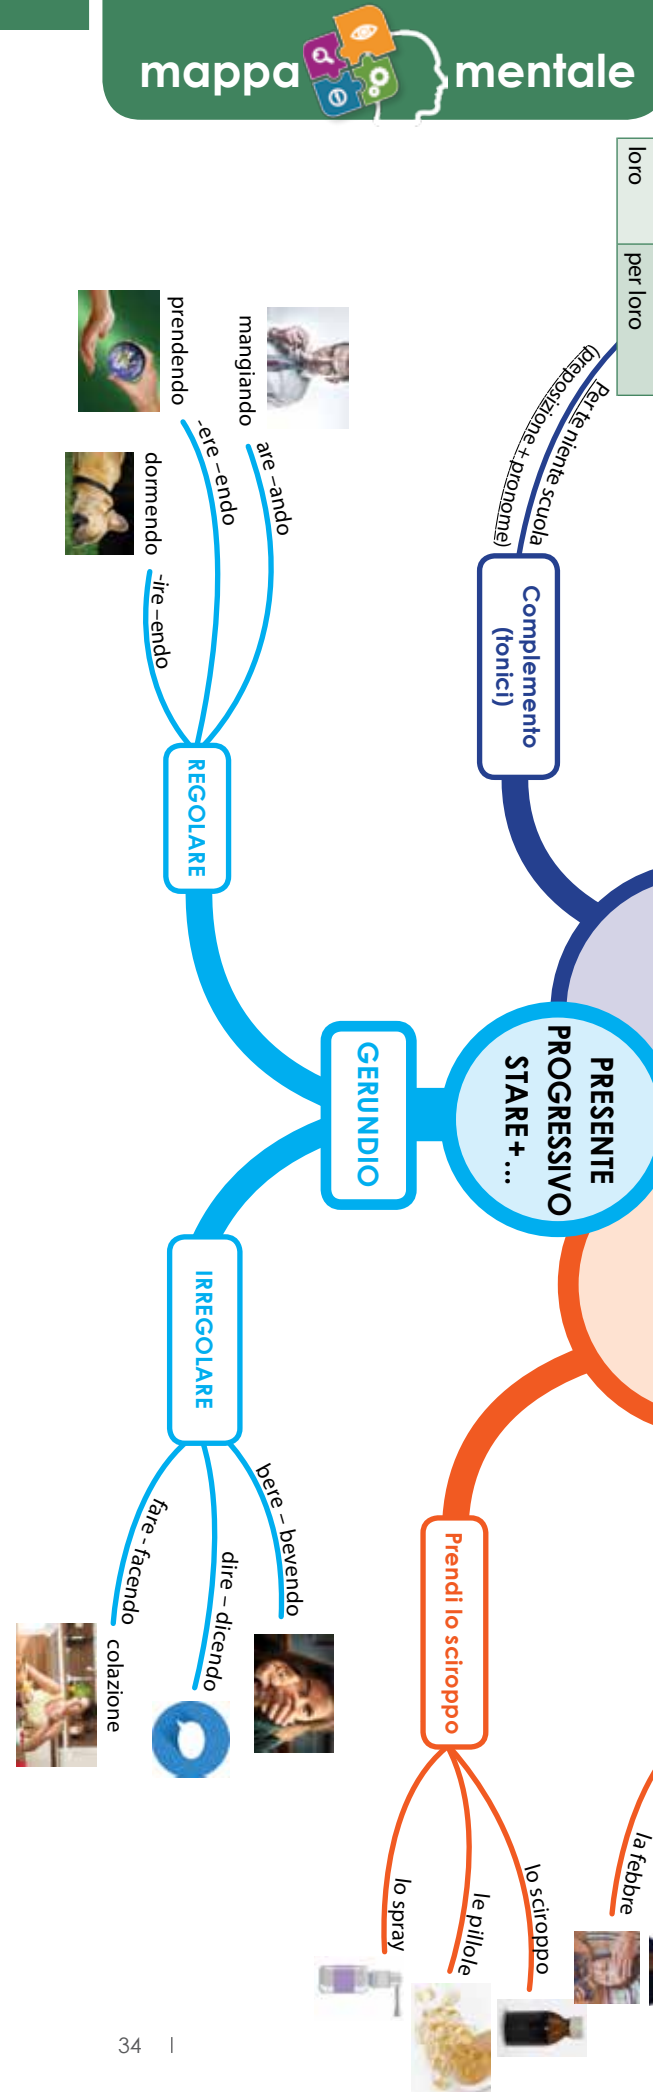 mappa mentale
loro
per loro
Per te niente scuola
(preposizione + pronome)
Complemento
(tonici)
PRESENTE
PROGRESSIVO
STARE+...
GERUNDIO
REGOLARE
mangiando
are –ando
prendendo
-ere –endo
dormendo
-ire –endo
IRREGOLARE
bere – bevendo
dire – dicendo
fare - facendo
colazione
Prendi lo sciroppo
lo sciroppo
le pillole
lo spray
la febbre
34 |